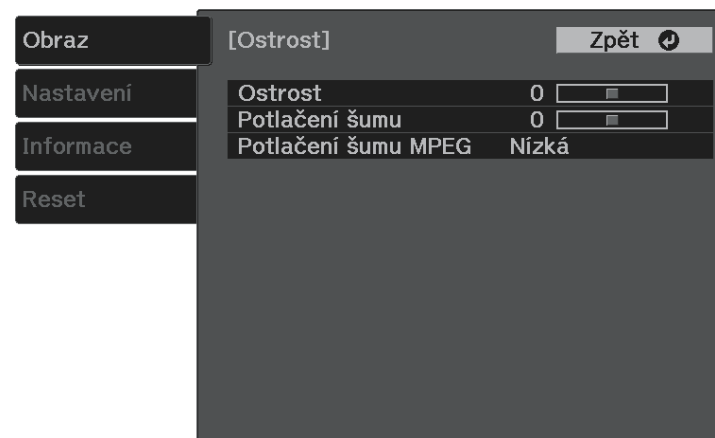 Obraz
Nastavení
Informace
Reset
[Ostrost]
Zpět
Ostrost 0
Potlačení šumu 0
Potlačení šumu MPEG Nízká